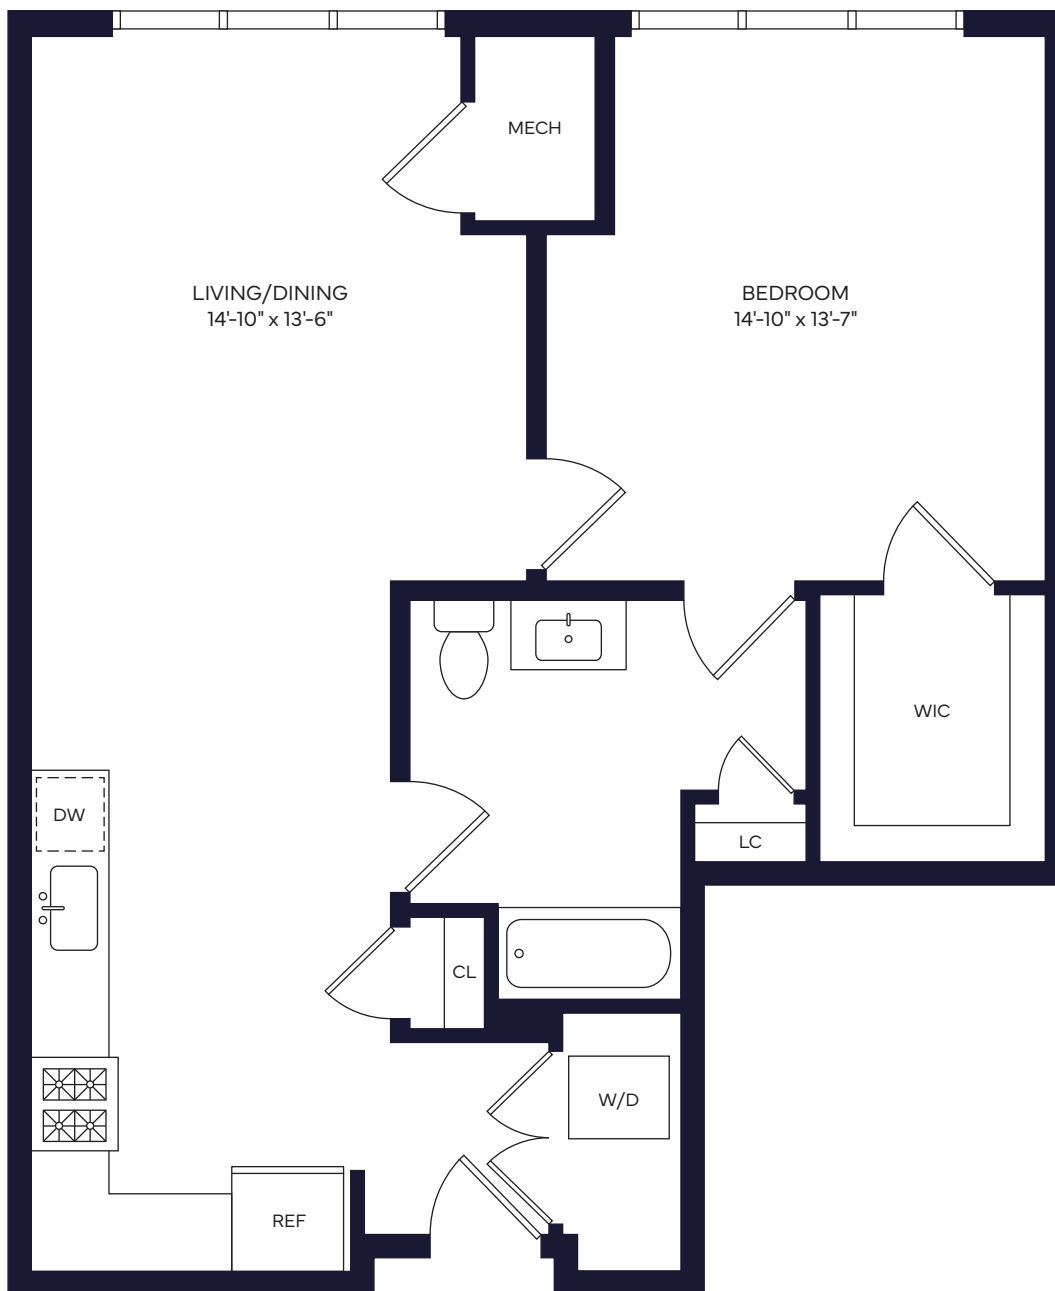 MECH
LIVING/DINING
14'-10" x 13'-6"
BEDROOM
14'-10" x 13'-7"
WIC
DW
LC
CL
W/D
REF